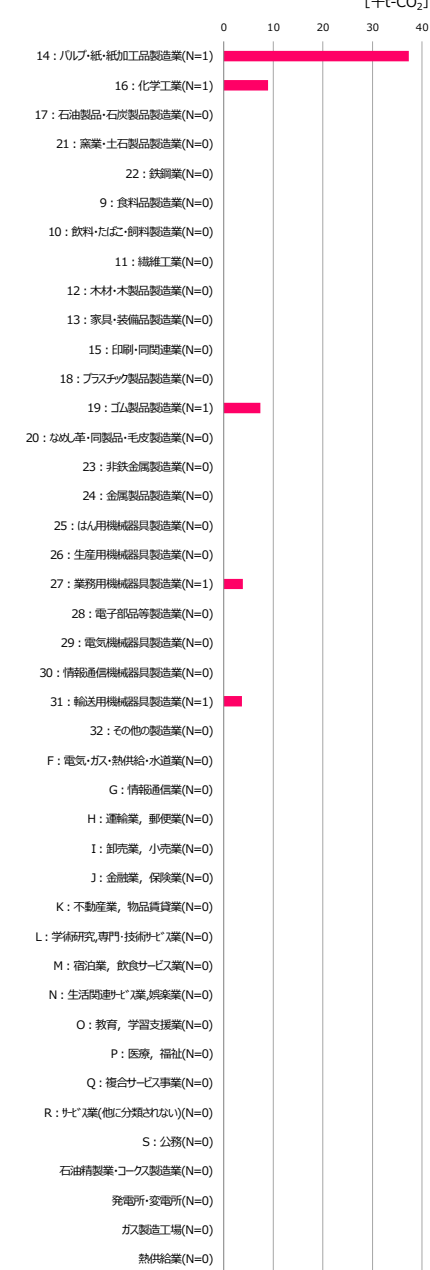 [千t-CO₂]
0 10 20 30 40
14：パルプ・紙・紙加工品製造業(N=1)
16：化学工業(N=1)
17：石油製品・石炭製品製造業(N=0)
21：窯業・土石製品製造業(N=0)
22：鉄鋼業(N=0)
9：食料品製造業(N=0)
10：飲料・たばこ・飼料製造業(N=0)
11：繊維工業(N=0)
12：木材・木製品製造業(N=0)
13：家具・装備品製造業(N=0)
15：印刷・同関連業(N=0)
18：プラスチック製品製造業(N=0)
19：ゴム製品製造業(N=1)
20：なめし革・同製品・毛皮製造業(N=0)
23：非鉄金属製造業(N=0)
24：金属製品製造業(N=0)
25：はん用機械器具製造業(N=0)
26：生産用機械器具製造業(N=0)
27：業務用機械器具製造業(N=1)
28：電子部品等製造業(N=0)
29：電気機械器具製造業(N=0)
30：情報通信機械器具製造業(N=0)
31：輸送用機械器具製造業(N=1)
32：その他の製造業(N=0)
F：電気・ガス・熱供給・水道業(N=0)
G：情報通信業(N=0)
H：運輸業，郵便業(N=0)
I：卸売業，小売業(N=0)
J：金融業，保険業(N=0)
K：不動産業，物品賃貸業(N=0)
L：学術研究,専門・技術ｻｰﾋﾞｽ業(N=0)
M：宿泊業，飲食サービス業(N=0)
N：生活関連ｻｰﾋﾞｽ業,娯楽業(N=0)
O：教育，学習支援業(N=0)
P：医療，福祉(N=0)
Q：複合サービス事業(N=0)
R：ｻｰﾋﾞｽ業(他に分類されない)(N=0)
S：公務(N=0)
石油精製業・コークス製造業(N=0)
発電所・変電所(N=0)
ガス製造工場(N=0)
熱供給業(N=0)